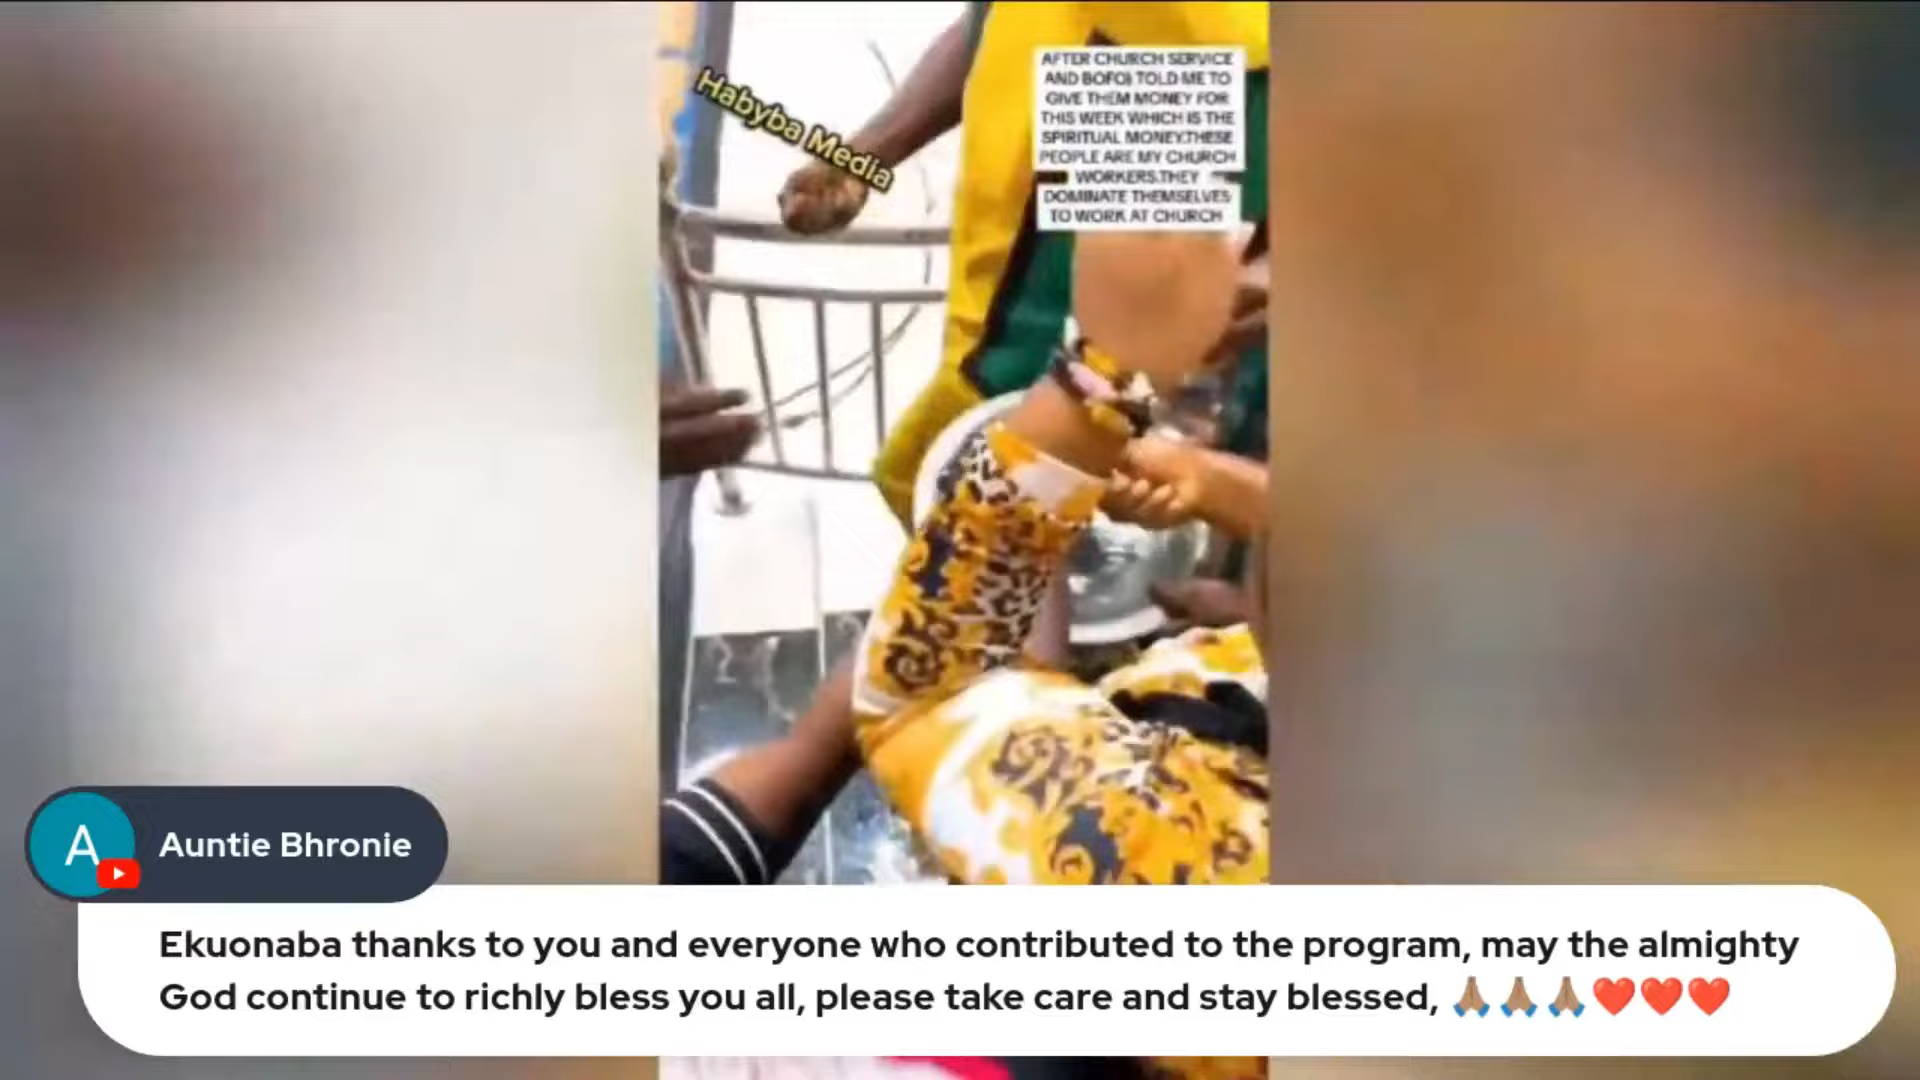 Habyba Media
AFTER CHURCH SERVICE
AND BOFO) TOLD ME TO
GIVE THEM MONEY FOR
THIS WEEK WHICH IS THE
SPIRITUAL MONEY.THESE
PEOPLE ARE MY CHURCH
WORKERS.THEY
DOMINATE THEMSELVES
TO WORK AT CHURCH
A Auntie Bhronie
Ekuonaba thanks to you and everyone who contributed to the program, may the almighty
God continue to richly bless you all, please take care and stay blessed, 🙏🏽🙏🏽🙏🏽❤️❤️❤️